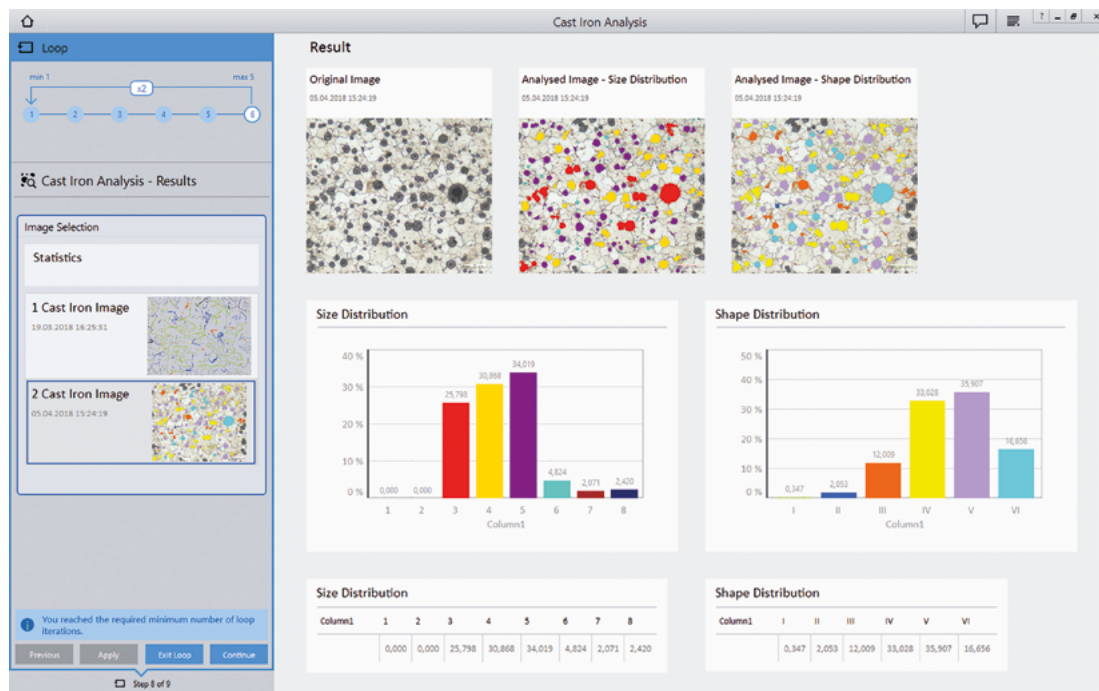 Cast Iron Analysis
?
Loop
min 1
max 5
x2
1 2 3 4 5 6
Cast Iron Analysis - Results
Image Selection
Statistics
1 Cast Iron Image
19.03.2018 16:25:31
2 Cast Iron Image
05.04.2018 15:24:19
You reached the required minimum number of loop
iterations.
Previous Apply Exit Loop Continue
Step 8 of 9
Result
Original Image
05.04.2018 15:24:19
Analysed Image - Size Distribution
05.04.2018 15:24:19
Analysed Image - Shape Distribution
05.04.2018 15:24:19
Size Distribution
40 %
30 %
20 %
10 %
0 %
0,000 0,000 25,798 30,868 34,019 4,824 2,071 2,420
1 2 3 4 5 6 7 8
Column1
Shape Distribution
50 %
40 %
30 %
20 %
10 %
0 %
0,347 2,053 12,009 33,028 35,907 16,656
I II III IV V VI
Column1
Size Distribution
Column1 1 2 3 4 5 6 7 8
0,000 0,000 25,798 30,868 34,019 4,824 2,071 2,420
Shape Distribution
Column1 I II III IV V VI
0,347 2,053 12,009 33,028 35,907 16,656